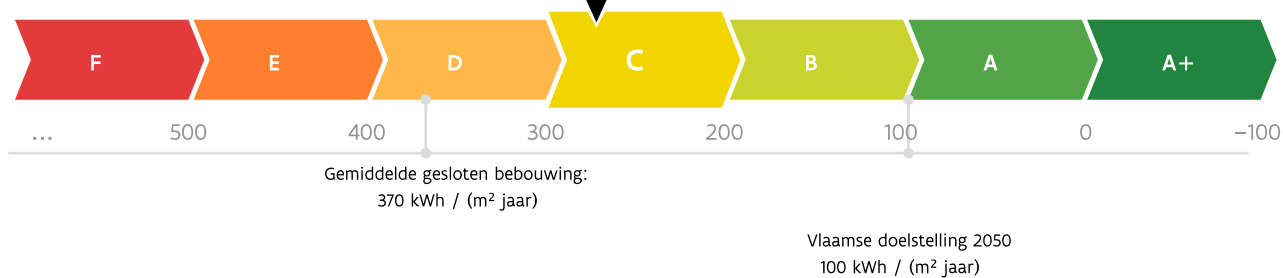 F E D C B A A+
... 500 400 300 200 100 0 −100
Gemiddelde gesloten bebouwing:
370 kWh / (m² jaar)
Vlaamse doelstelling 2050
100 kWh / (m² jaar)